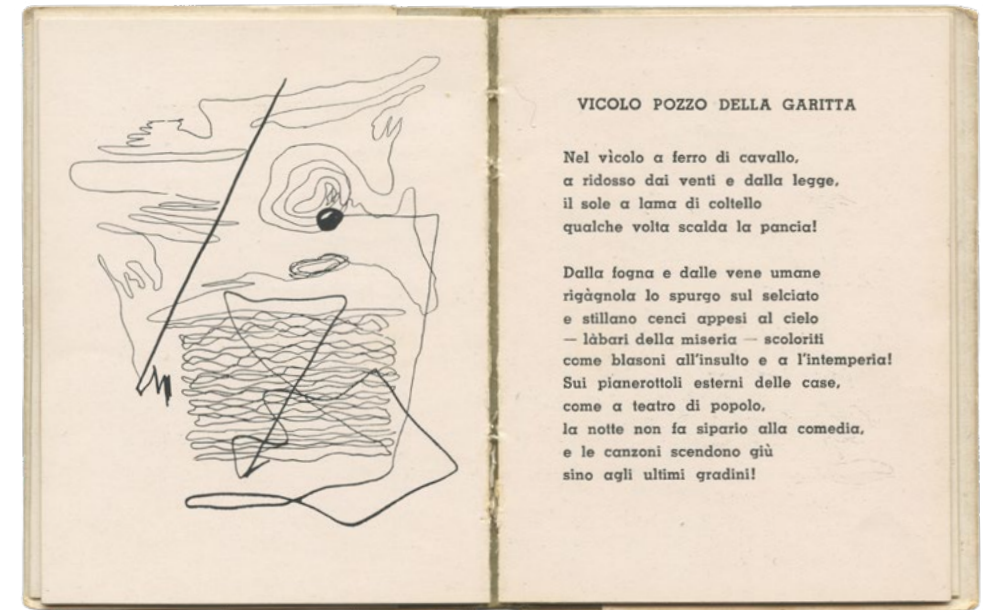 VICOLO POZZO DELLA GARITTA
Nel vìcolo a ferro di cavallo,
a ridosso dai venti e dalla legge,
il sole a lama di coltello
qualche volta scalda la pancia!
Dalla fogna e dalle vene umane
rigàgnola lo spurgo sul selciato
e stillano cenci appesi al cielo
— làbari della miseria — scoloriti
come blasoni all'insulto e a l'intemperia!
Sui pianerottoli esterni delle case,
come a teatro di popolo,
la notte non fa sipario alla comedia,
e le canzoni scendono giù
sino agli ultimi gradini!